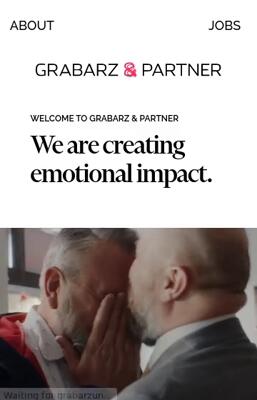 ABOUT
JOBS
GRABARZ & PARTNER
WELCOME TO GRABARZ & PARTNER
We are creating
emotional impact.
Waiting for grabarzun...